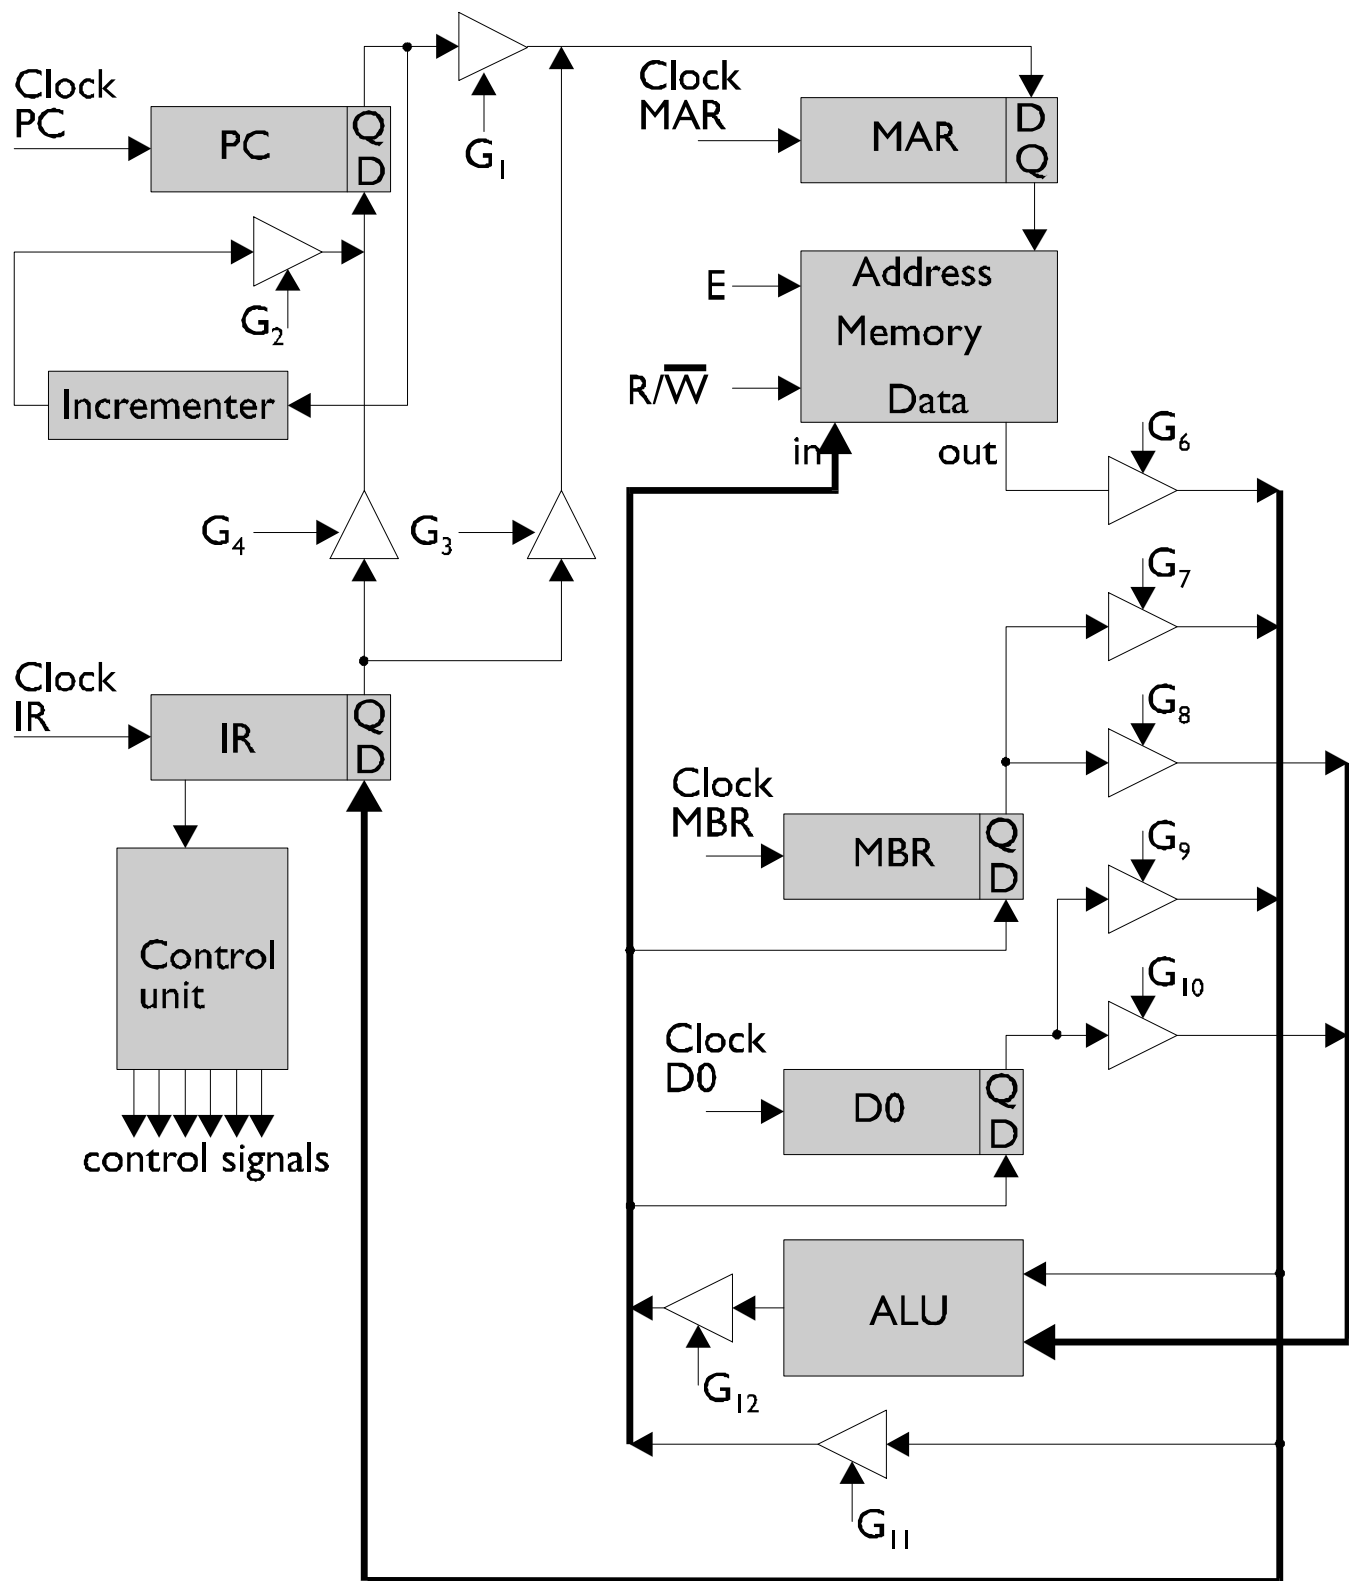 Clock
PC
PC
Q
D
G1
Clock
MAR
MAR
D
Q
G2
Incrementer
E
R/W̅
Address
Memory
Data
in
out
G6
G4
G3
G7
Clock
IR
IR
Q
D
G8
Clock
MBR
MBR
Q
D
G9
Control
unit
control signals
G10
Clock
D0
D0
Q
D
ALU
G12
G11